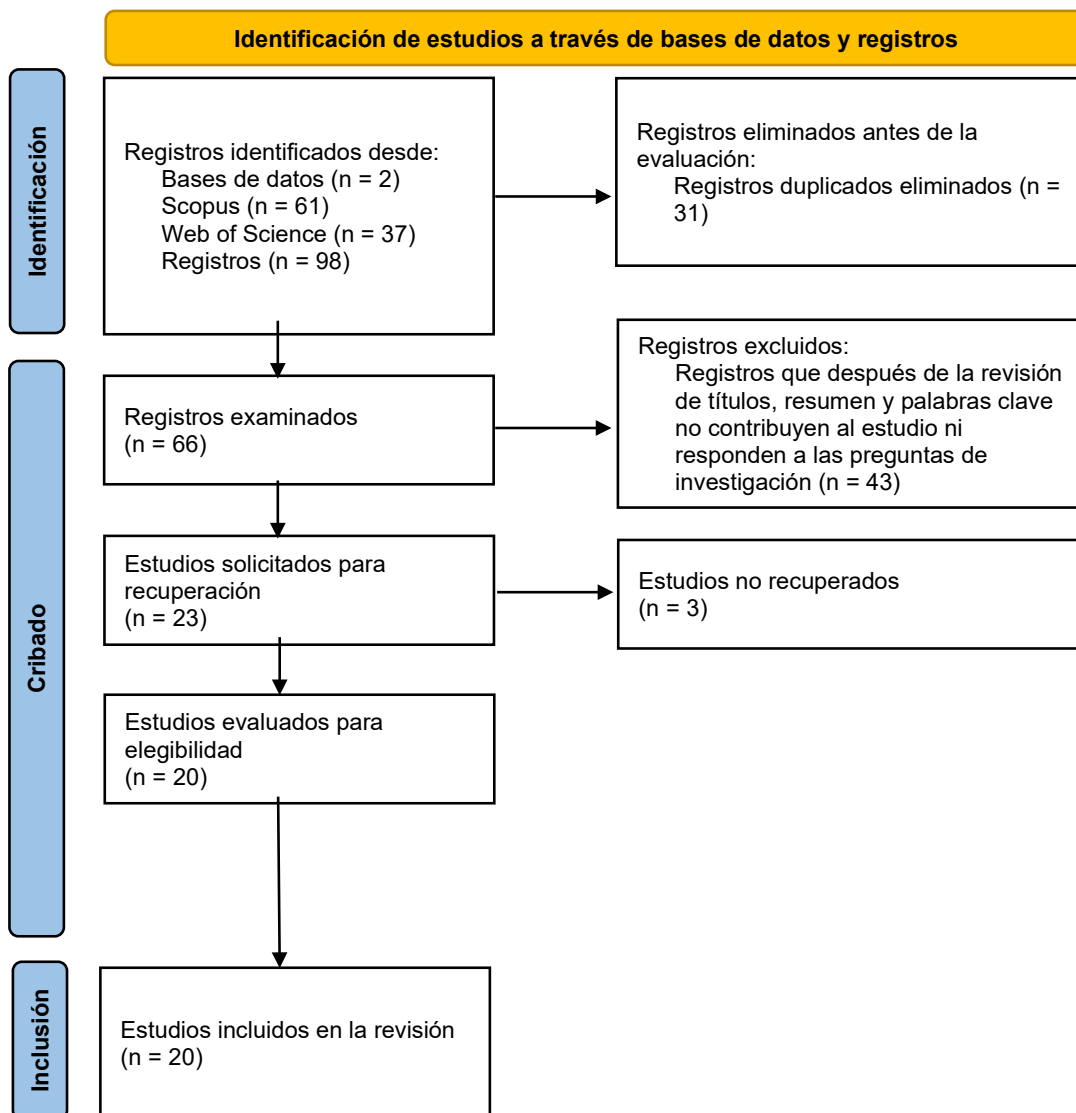 Identificación de estudios a través de bases de datos y registros
Identificación
Registros identificados desde:
Bases de datos (n = 2)
Scopus (n = 61)
Web of Science (n = 37)
Registros (n = 98)
Registros eliminados antes de la
evaluación:
Registros duplicados eliminados (n =
31)
Cribado
Registros examinados
(n = 66)
Registros excluidos:
Registros que después de la revisión
de títulos, resumen y palabras clave
no contribuyen al estudio ni
responden a las preguntas de
investigación (n = 43)
Estudios solicitados para
recuperación
(n = 23)
Estudios no recuperados
(n = 3)
Estudios evaluados para
elegibilidad
(n = 20)
Inclusión
Estudios incluidos en la revisión
(n = 20)